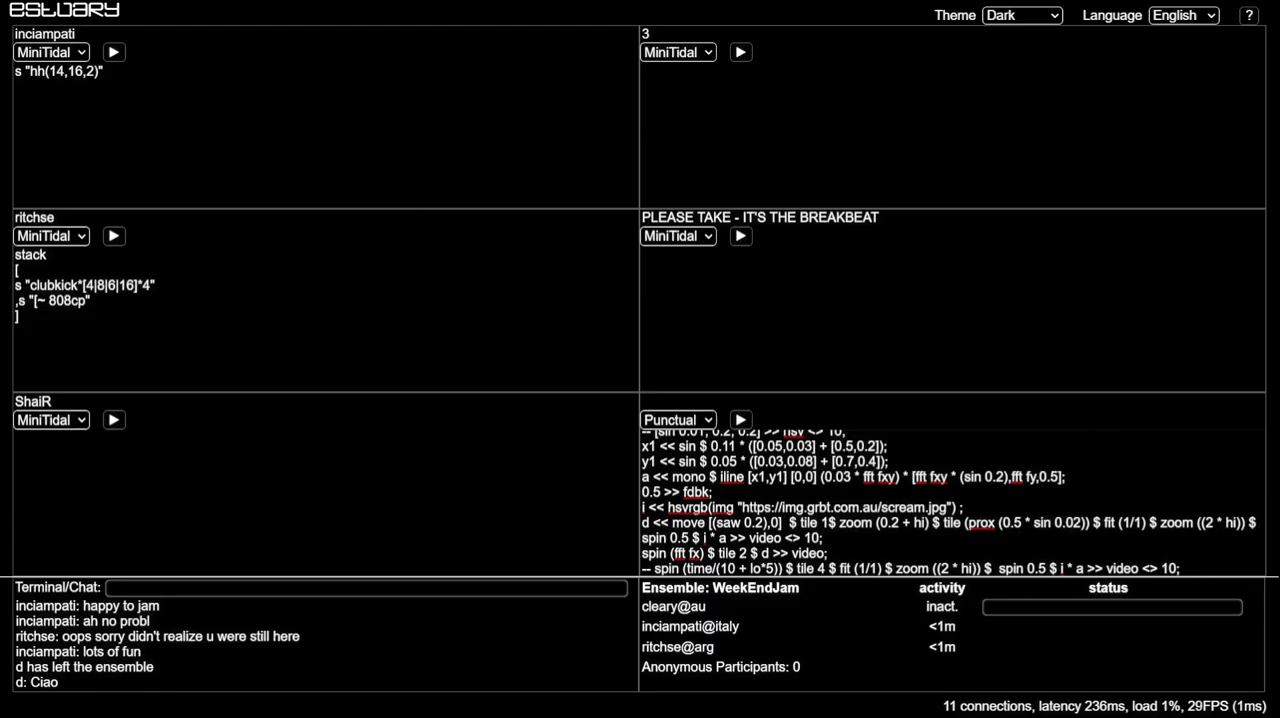 estuary
Theme Dark Language English ?
inciampati
MiniTidal
s "hh(14,16,2)"
3
MiniTidal
ritchse
MiniTidal
stack
[
s "clubkick*[4|8|6|16]*4"
,s "[~ 808cp"
]
PLEASE TAKE - IT'S THE BREAKBEAT
MiniTidal
ShaiR
MiniTidal
Punctual
-- [sin 0.01, 0.2, 0.2] >> hsv <> 10;
x1 << sin $ 0.11 * ([0.05,0.03] + [0.5,0.2]);
y1 << sin $ 0.05 * ([0.03,0.08] + [0.7,0.4]);
a << mono $ iline [x1,y1] [0,0] (0.03 * fft fxy) * [fft fxy * (sin 0.2),fft fy,0.5];
0.5 >> fdbk;
i << hsvrgb(img "https://img.grbt.com.au/scream.jpg") ;
d << move [(saw 0.2),0] $ tile 1$ zoom (0.2 + hi) $ tile (prox (0.5 * sin 0.02)) $ fit (1/1) $ zoom ((2 * hi)) $
spin 0.5 $ i * a >> video <> 10;
spin (fft fx) $ tile 2 $ d >> video;
-- spin (time/(10 + lo*5)) $ tile 4 $ fit (1/1) $ zoom ((2 * hi)) $ spin 0.5 $ i * a >> video <> 10;
Terminal/Chat:
inciampati: happy to jam
inciampati: ah no probl
ritchse: oops sorry didn't realize u were still here
inciampati: lots of fun
d has left the ensemble
d: Ciao
Ensemble: WeekEndJam activity status
cleary@au inact.
inciampati@italy <1m
ritchse@arg <1m
Anonymous Participants: 0
11 connections, latency 236ms, load 1%, 29FPS (1ms)